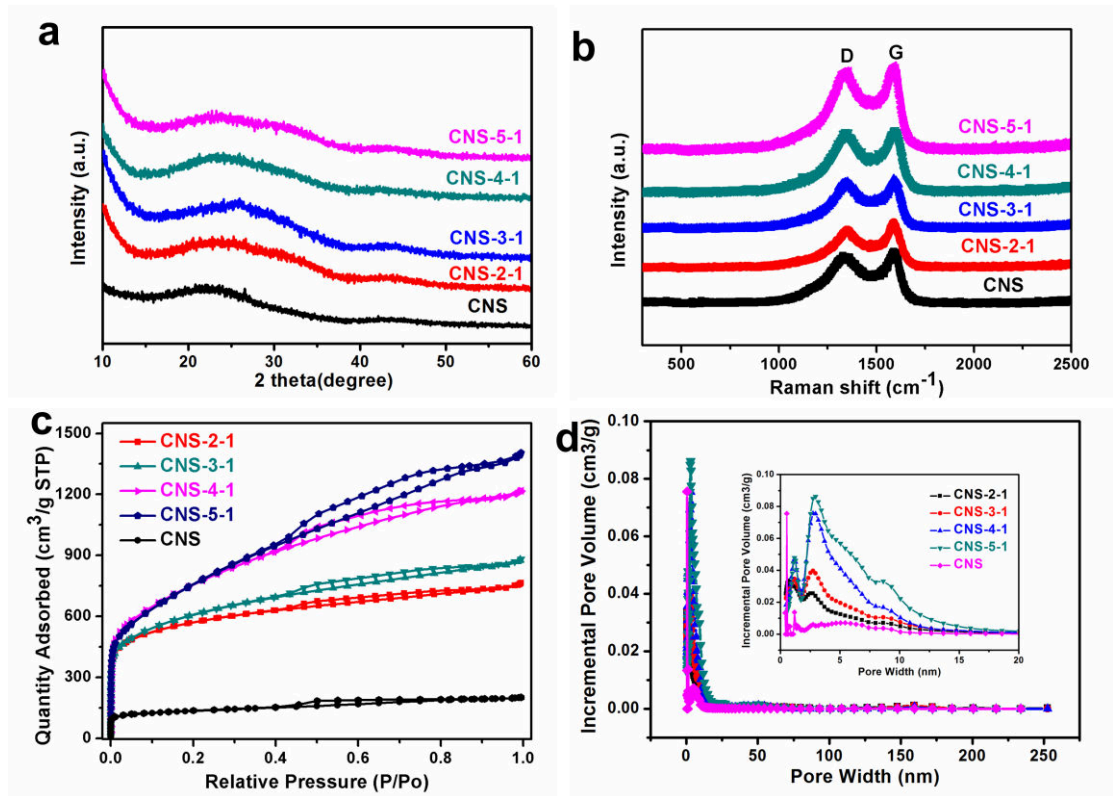 a
Intensity (a.u.)
CNS-5-1
CNS-4-1
CNS-3-1
CNS-2-1
CNS
10 20 30 40 50 60
2 theta(degree)
b
Intensity (a.u.)
D G
CNS-5-1
CNS-4-1
CNS-3-1
CNS-2-1
CNS
500 1000 1500 2000 2500
Raman shift (cm-1)
c
Quantity Adsorbed (cm3/g STP)
1500
1200
900
600
300
0
CNS-2-1
CNS-3-1
CNS-4-1
CNS-5-1
CNS
0.0 0.2 0.4 0.6 0.8 1.0
Relative Pressure (P/Po)
d
Incremental Pore Volume (cm3/g)
0.10
0.08
0.06
0.04
0.02
0.00
0 50 100 150 200 250
Pore Width (nm)
Incremental Pore Volume (cm3/g)
0.10
0.08
0.06
0.04
0.02
0.00
CNS-2-1
CNS-3-1
CNS-4-1
CNS-5-1
CNS
0 5 10 15 20
Pore Width (nm)